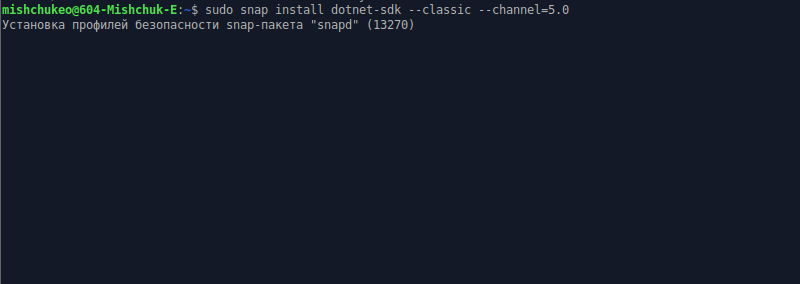 mishchukeo@604-Mishchuk-E:~$ sudo snap install dotnet-sdk --classic --channel=5.0
Установка профилей безопасности snap-пакета "snapd" (13270)